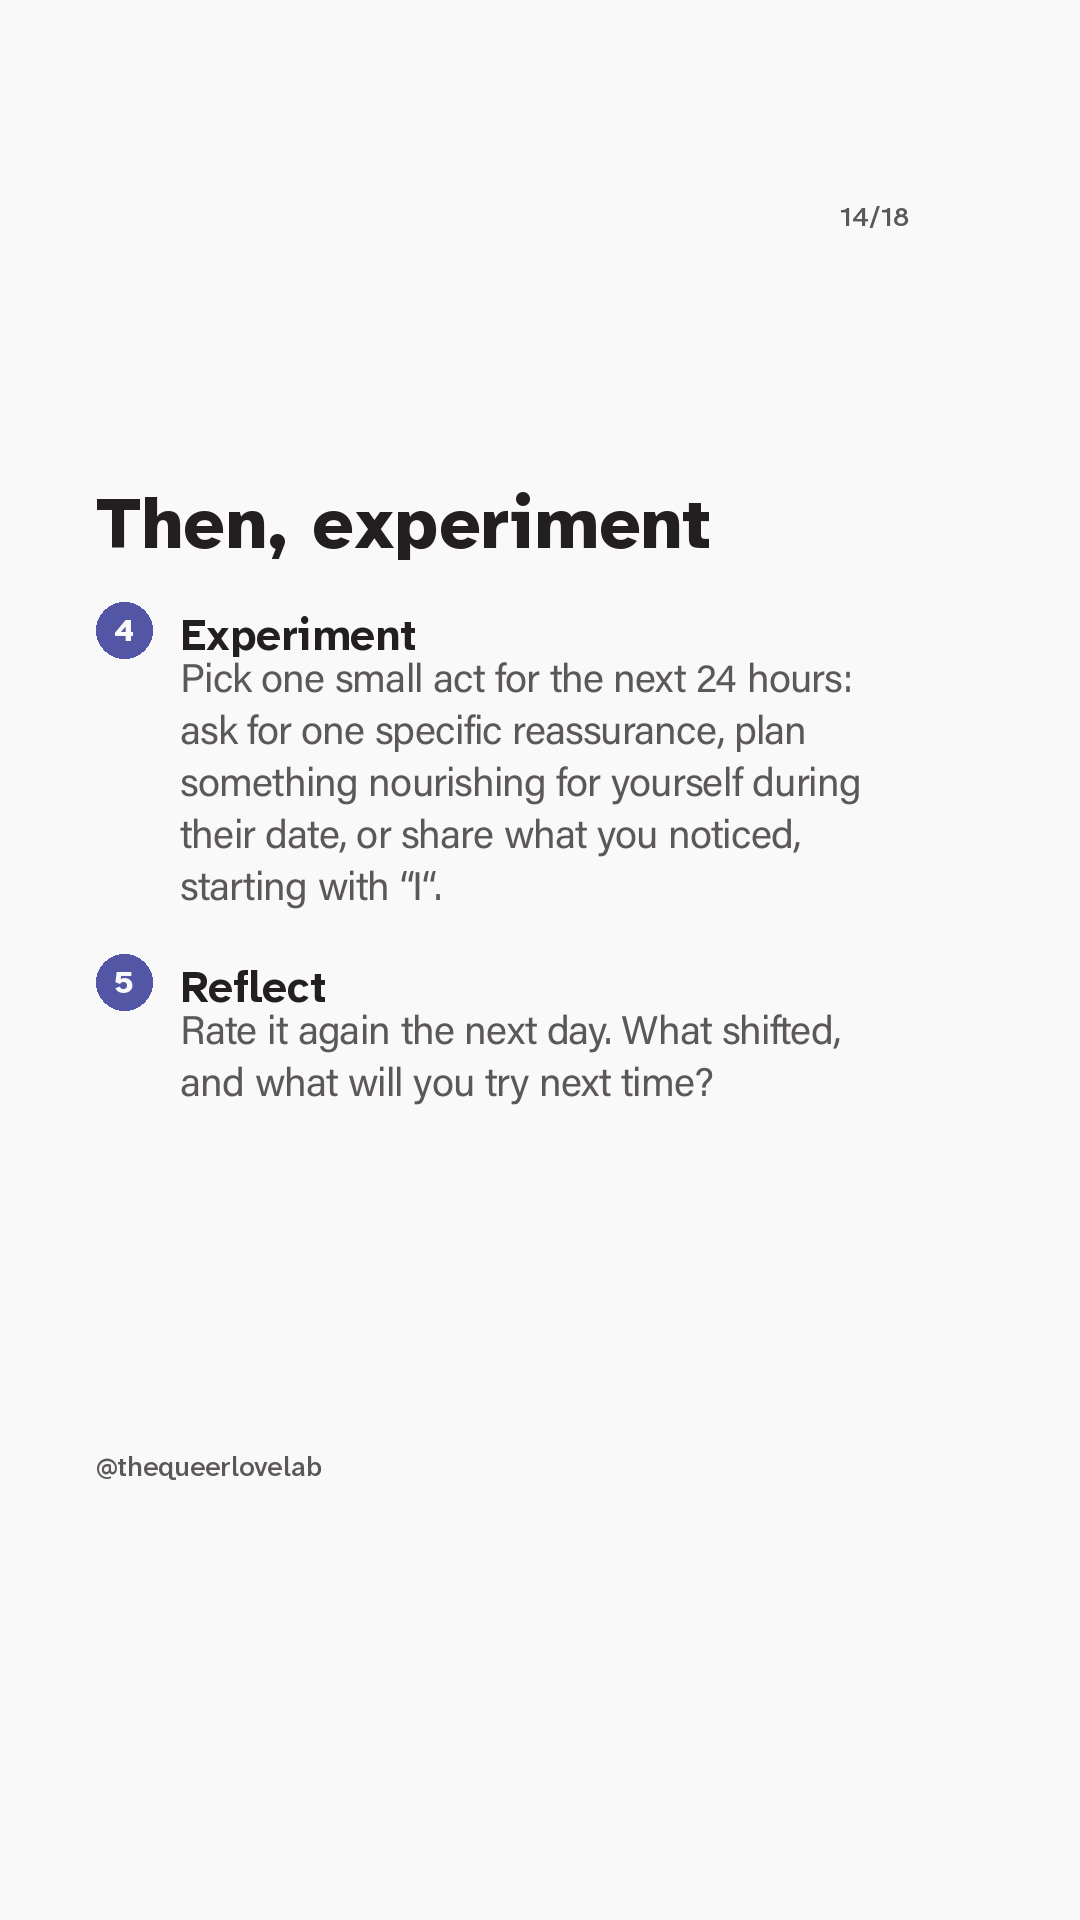 14/18
Then, experiment
4 Experiment
Pick one small act for the next 24 hours:
ask for one specific reassurance, plan
something nourishing for yourself during
their date, or share what you noticed,
starting with “I“.
5 Reflect
Rate it again the next day. What shifted,
and what will you try next time?
@thequeerlovelab